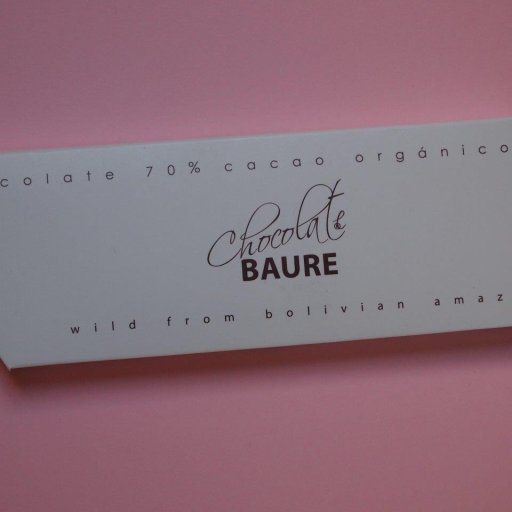 colate 70% cacao orgánico
Chocolate
BAURE
wild from bolivian amaz